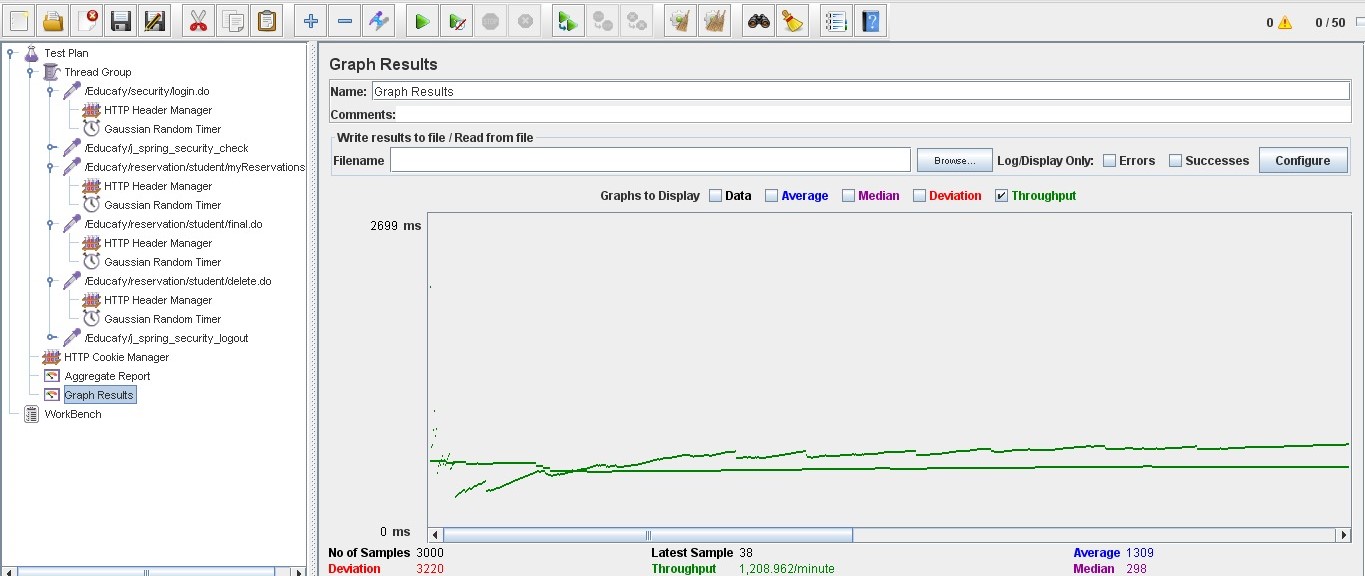 0
0 / 50
Test Plan
Thread Group
/Educafy/security/login.do
HTTP Header Manager
Gaussian Random Timer
/Educafy/j_spring_security_check
/Educafy/reservation/student/myReservations
HTTP Header Manager
Gaussian Random Timer
/Educafy/reservation/student/final.do
HTTP Header Manager
Gaussian Random Timer
/Educafy/reservation/student/delete.do
HTTP Header Manager
Gaussian Random Timer
/Educafy/j_spring_security_logout
HTTP Cookie Manager
Aggregate Report
Graph Results
WorkBench
Graph Results
Name: Graph Results
Comments:
Write results to file / Read from file
Filename Browse... Log/Display Only: Errors Successes Configure
Graphs to Display Data Average Median Deviation Throughput
2699 ms
0 ms
No of Samples 3000 Latest Sample 38 Average 1309
Deviation 3220 Throughput 1,208.962/minute Median 298